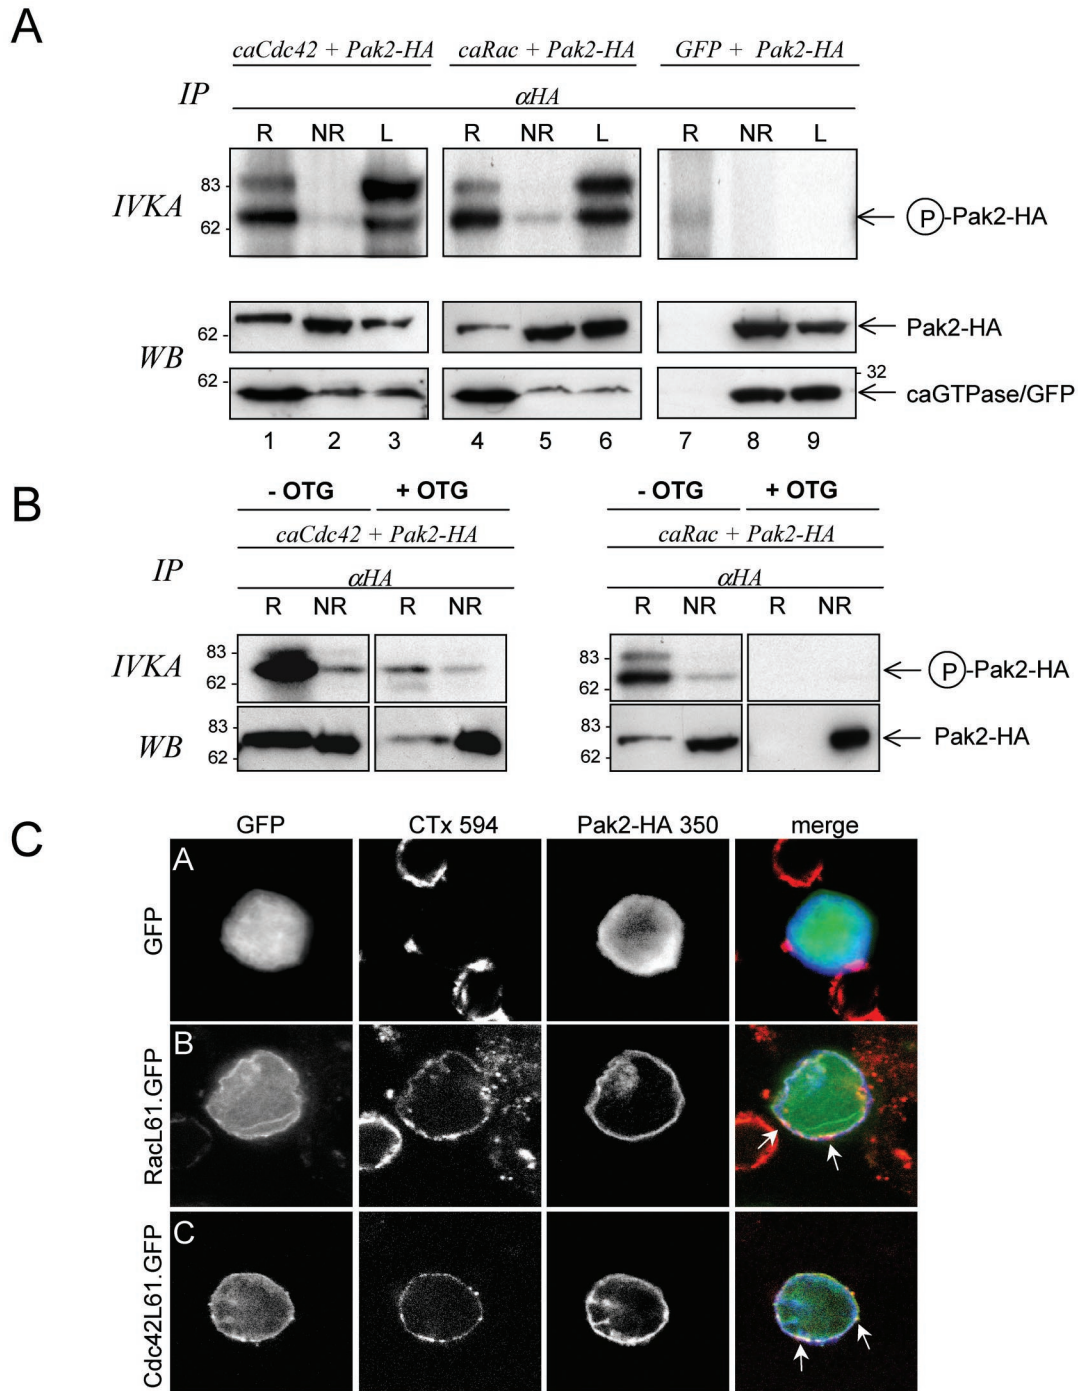 A
caCdc42 + Pak2-HA caRac + Pak2-HA GFP + Pak2-HA
IP αHA
R NR L R NR L R NR L
IVKA 83 62 P-Pak2-HA
WB 62 Pak2-HA
62 32 caGTPase/GFP
1 2 3 4 5 6 7 8 9
B
- OTG + OTG - OTG + OTG
caCdc42 + Pak2-HA caRac + Pak2-HA
IP αHA αHA
R NR R NR R NR R NR
IVKA 83 62 83 62 P-Pak2-HA
WB 83 62 83 62 Pak2-HA
C
GFP CTx 594 Pak2-HA 350 merge
A GFP
B RacL61.GFP
C Cdc42L61.GFP